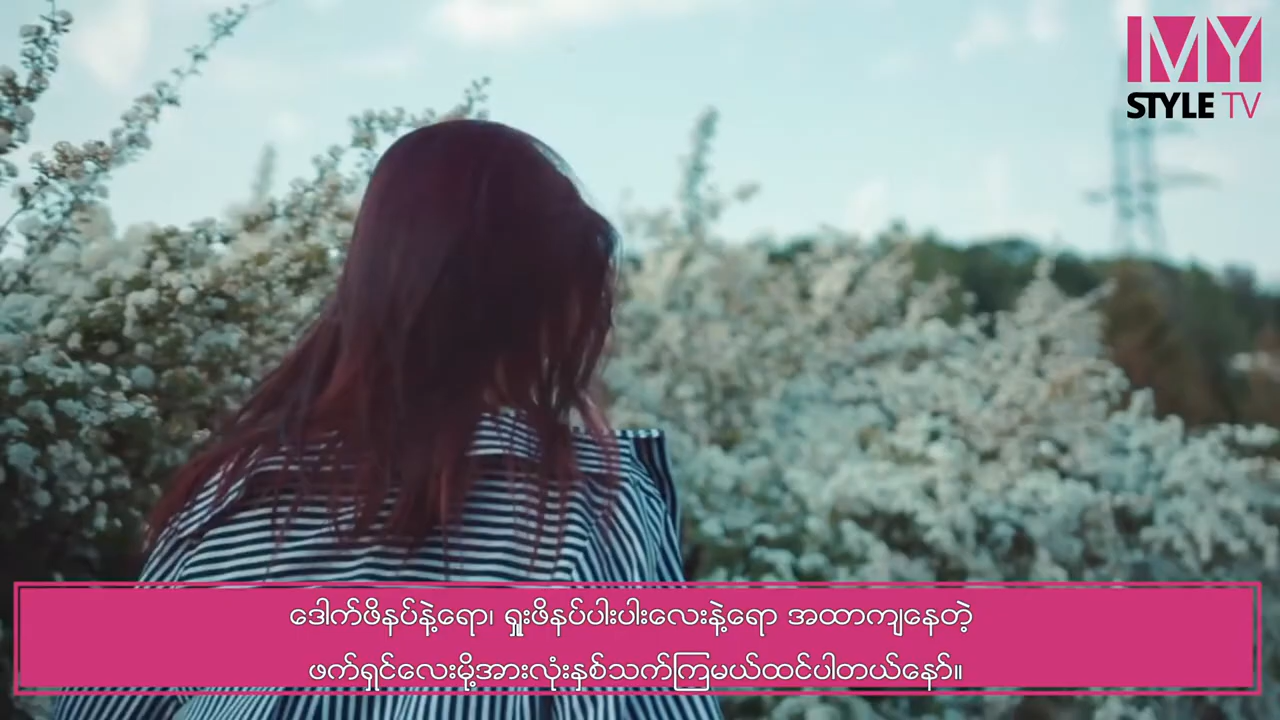 MY
STYLE TV
ဒေါက်ဖိနပ်နဲ့ရော၊ ရှူးဖိနပ်ပါးပါးလေးနဲ့ရော အထာကျနေတဲ့
ဖက်ရှင်လေးမို့အားလုံးနှစ်သက်ကြမယ်ထင်ပါတယ်နော်။